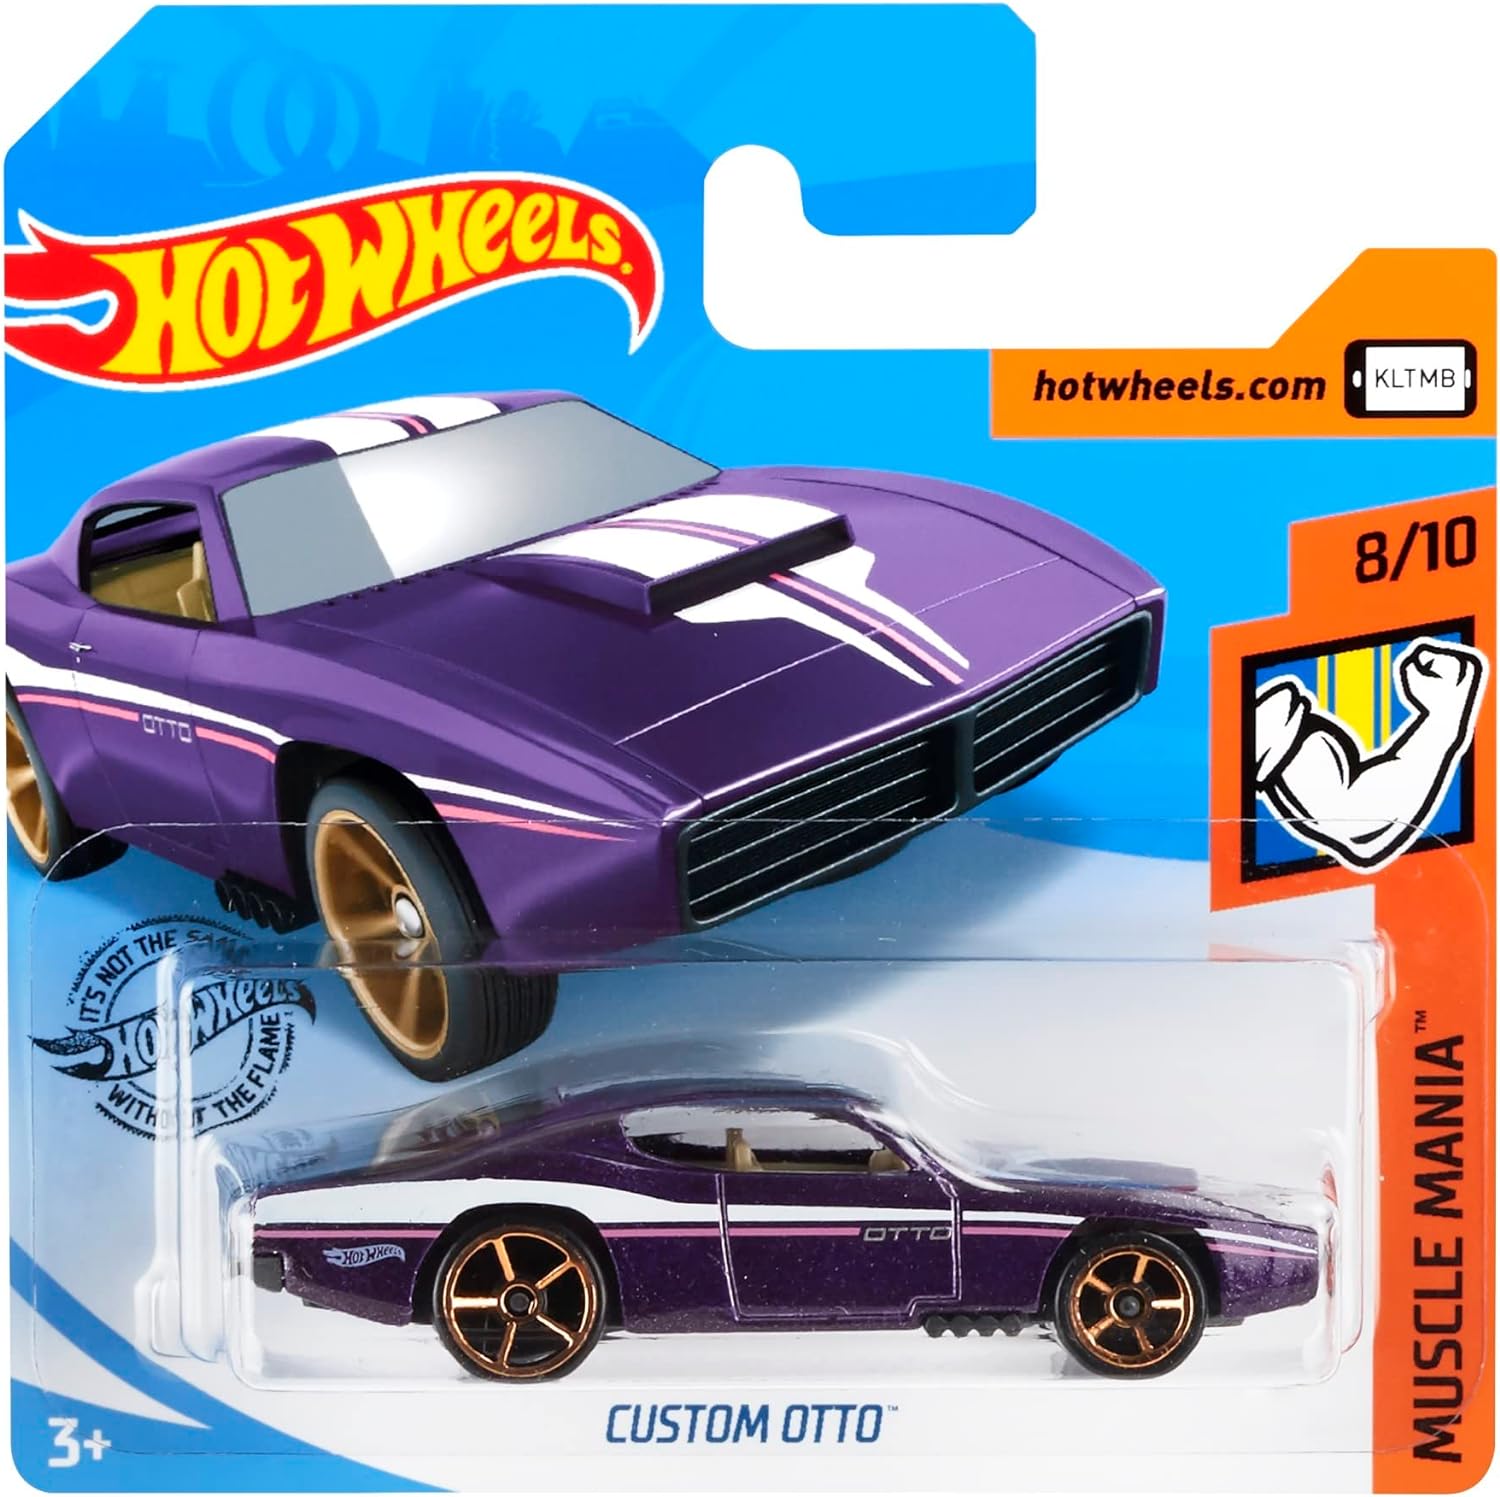 HOT WHEELS®
hotwheels.com
KLTMB
8/10
OTTO
IT'S NOT THE SAME
HOT WHEELS
WITHOUT THE FLAME!
OTTO
HOT WHEELS
MUSCLE MANIA™
CUSTOM OTTO™
3+